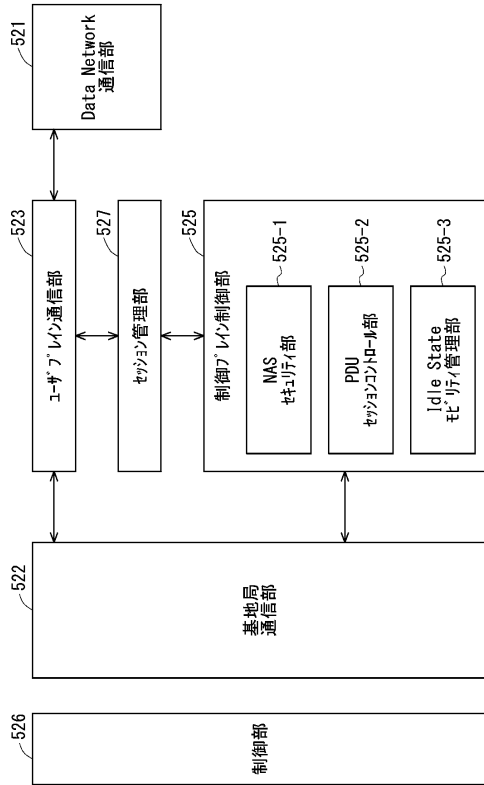 526
制御部
522
基地局
通信部
523
ユーザプレイン通信部
527
セッション管理部
525
制御プレイン制御部
525-1
NAS
セキュリティ部
525-2
PDU
セッションコントロール部
525-3
Idle State
モビリティ管理部
521
Data Network
通信部